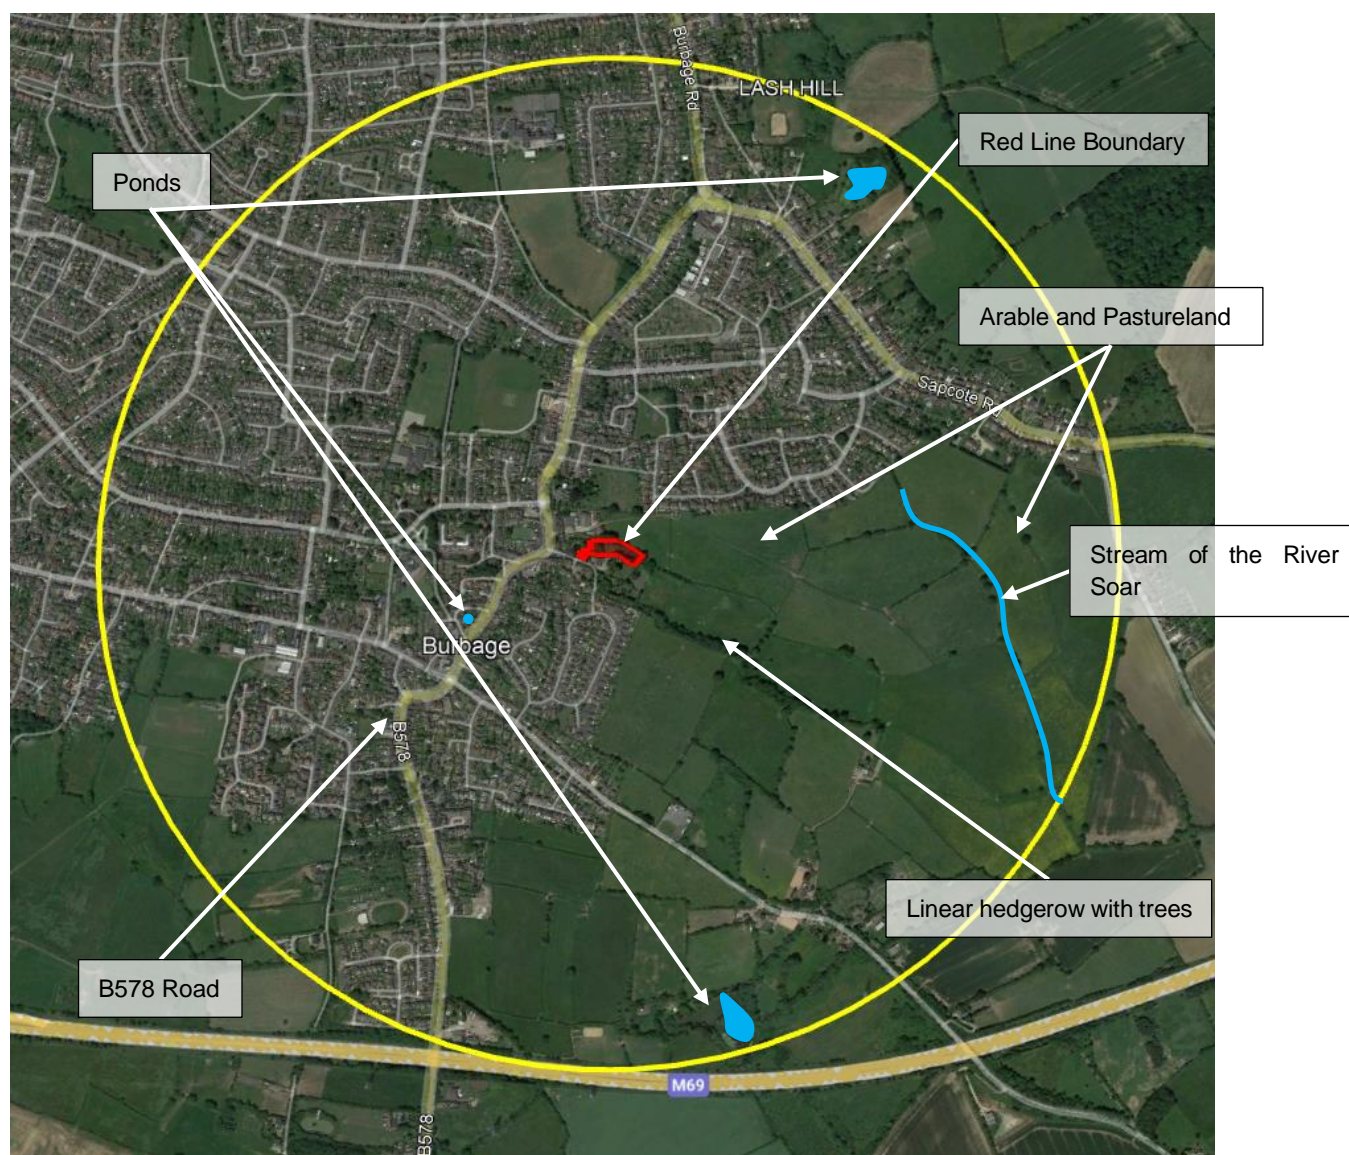 Burbage Rd
LASH HILL
Red Line Boundary
Ponds
Arable and Pastureland
Sapcote Rd
Stream of the River
Soar
Burbage
B578
Linear hedgerow with trees
B578 Road
M69
B578